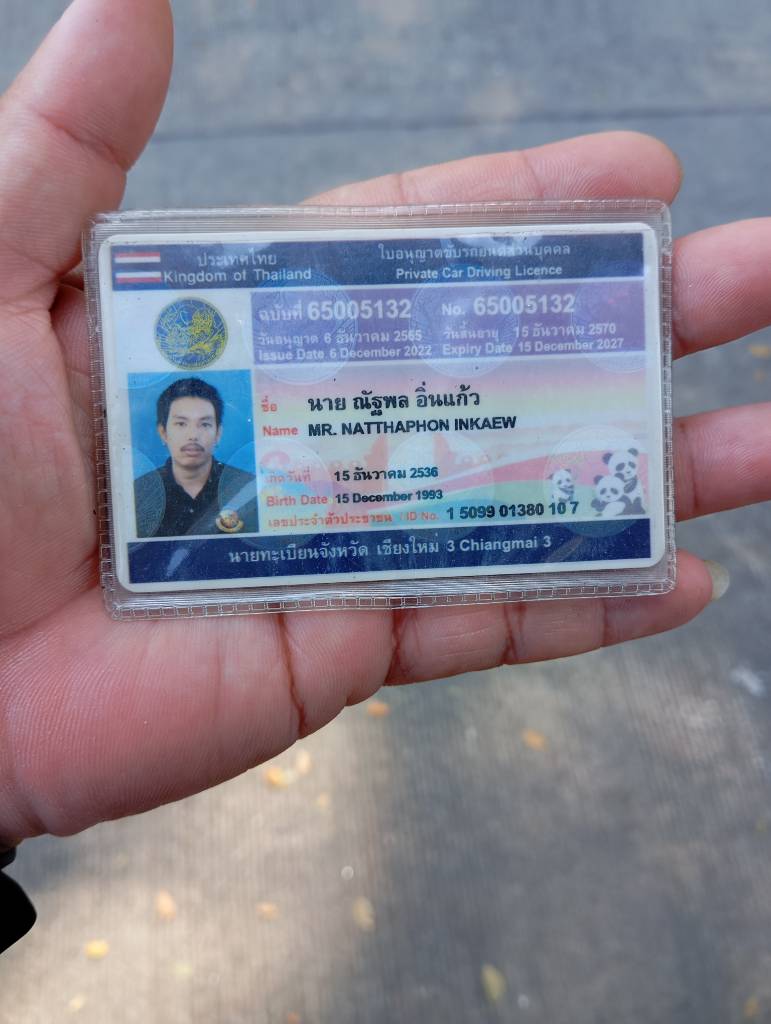 ประเทศไทย
Kingdom of Thailand
ใบอนุญาตขับรถยนต์ส่วนบุคคล
Private Car Driving Licence
ฉบับที่ 65005132 No. 65005132
วันอนุญาต 6 ธันวาคม 2565 วันสิ้นอายุ 15 ธันวาคม 2570
Issue Date 6 December 2022 Expiry Date 15 December 2027
ชื่อ นาย ณัฐพล อิ่นแก้ว
Name MR. NATTHAPHON INKAEW
เกิดวันที่ 15 ธันวาคม 2536
Birth Date 15 December 1993
เลขประจำตัวประชาชน / ID No. 1 5099 01380 10 7
นายทะเบียนจังหวัด เชียงใหม่ 3 Chiangmai 3